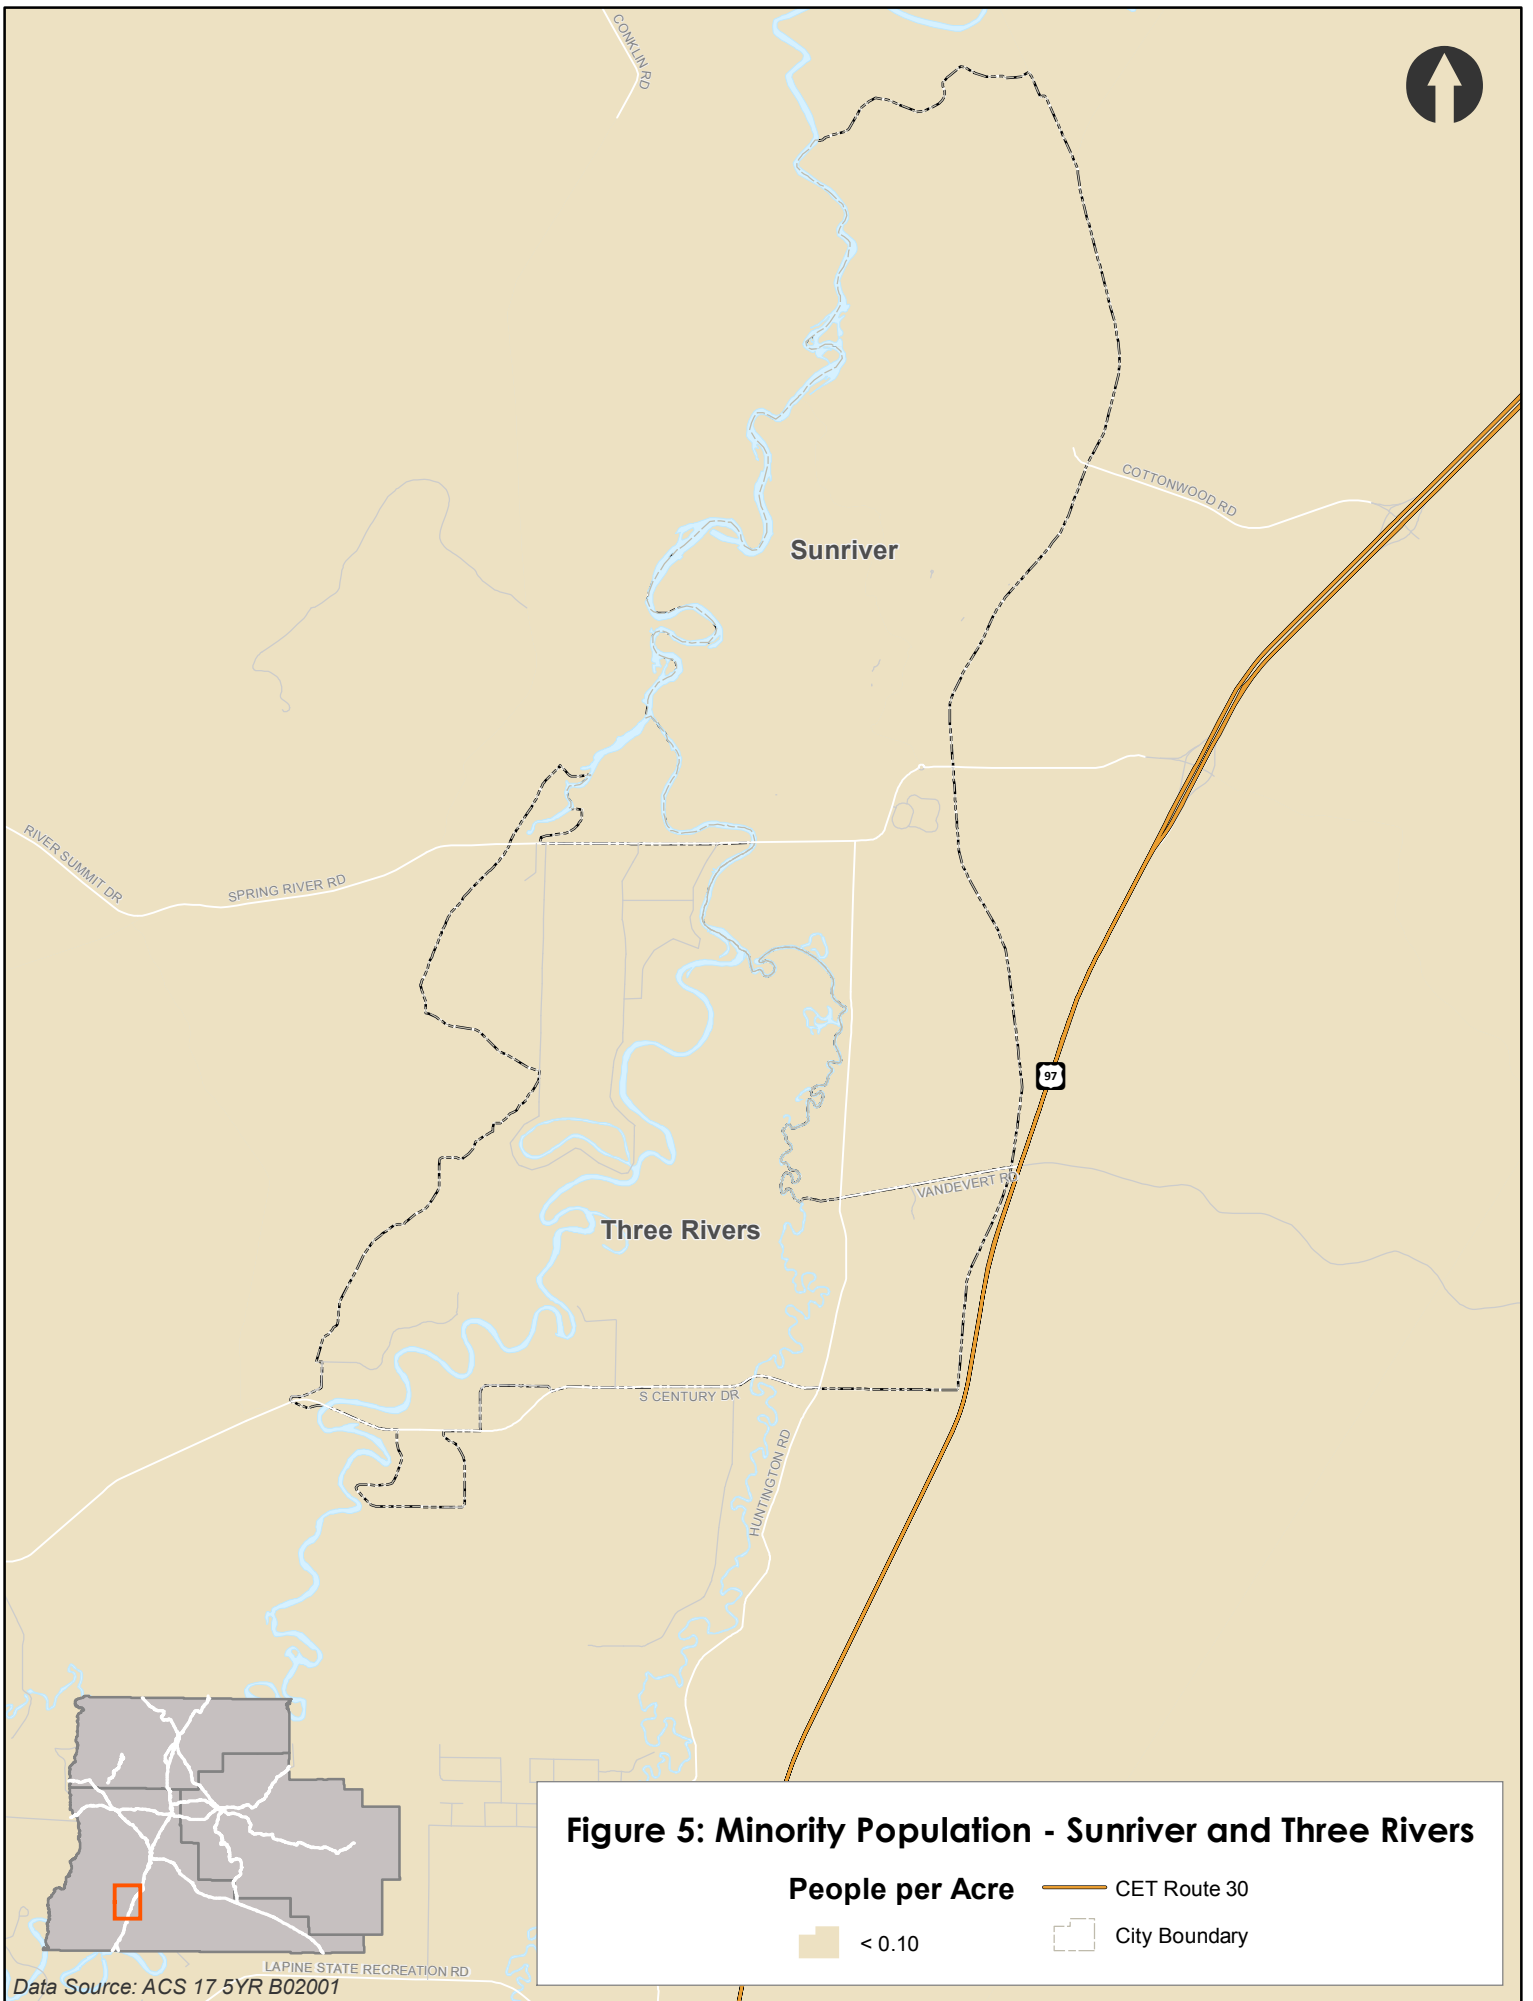 CONKLIN RD
COTTONWOOD RD
Sunriver
RIVER SUMMIT DR
SPRING RIVER RD
97
VANDEVERT RD
Three Rivers
S CENTURY DR
HUNTINGTON RD
Figure 5: Minority Population - Sunriver and Three Rivers
People per Acre
CET Route 30
< 0.10
City Boundary
LAPINE STATE RECREATION RD
Data Source: ACS 17 5YR B02001